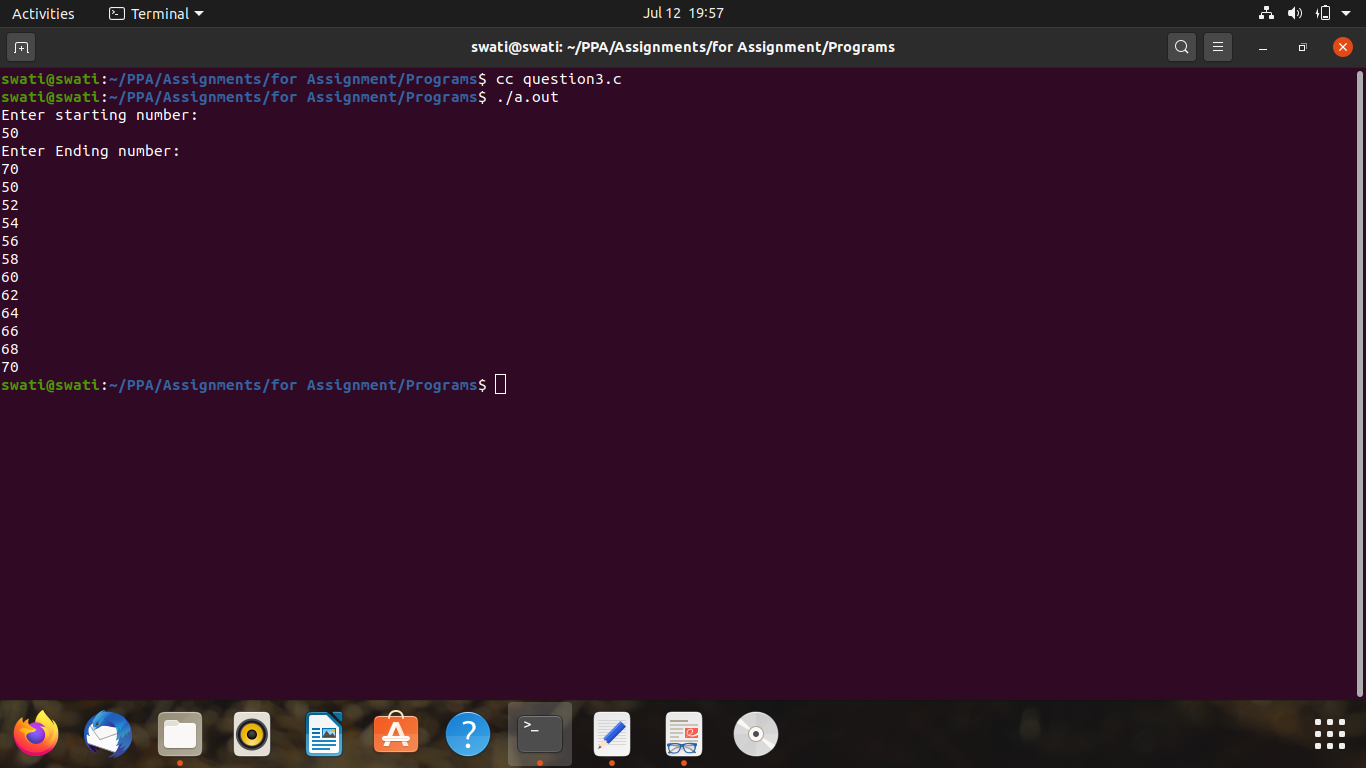 Activities Terminal Jul 12 19:57
swati@swati: ~/PPA/Assignments/for Assignment/Programs
swati@swati:~/PPA/Assignments/for Assignment/Programs$ cc question3.c
swati@swati:~/PPA/Assignments/for Assignment/Programs$ ./a.out
Enter starting number:
50
Enter Ending number:
70
50
52
54
56
58
60
62
64
66
68
70
swati@swati:~/PPA/Assignments/for Assignment/Programs$